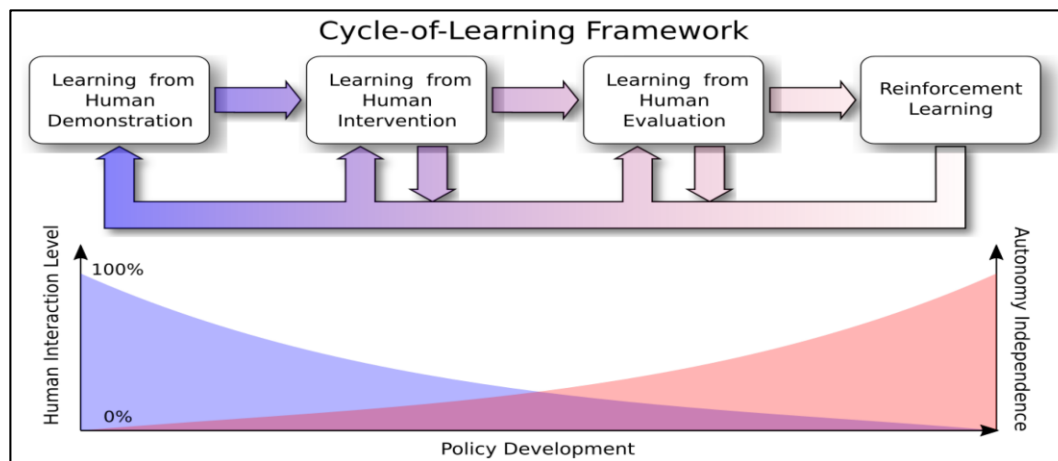 Cycle-of-Learning Framework
Learning from
Human
Demonstration
Learning from
Human
Intervention
Learning from
Human
Evaluation
Reinforcement
Learning
Human Interaction Level
100%
0%
Autonomy Independence
Policy Development